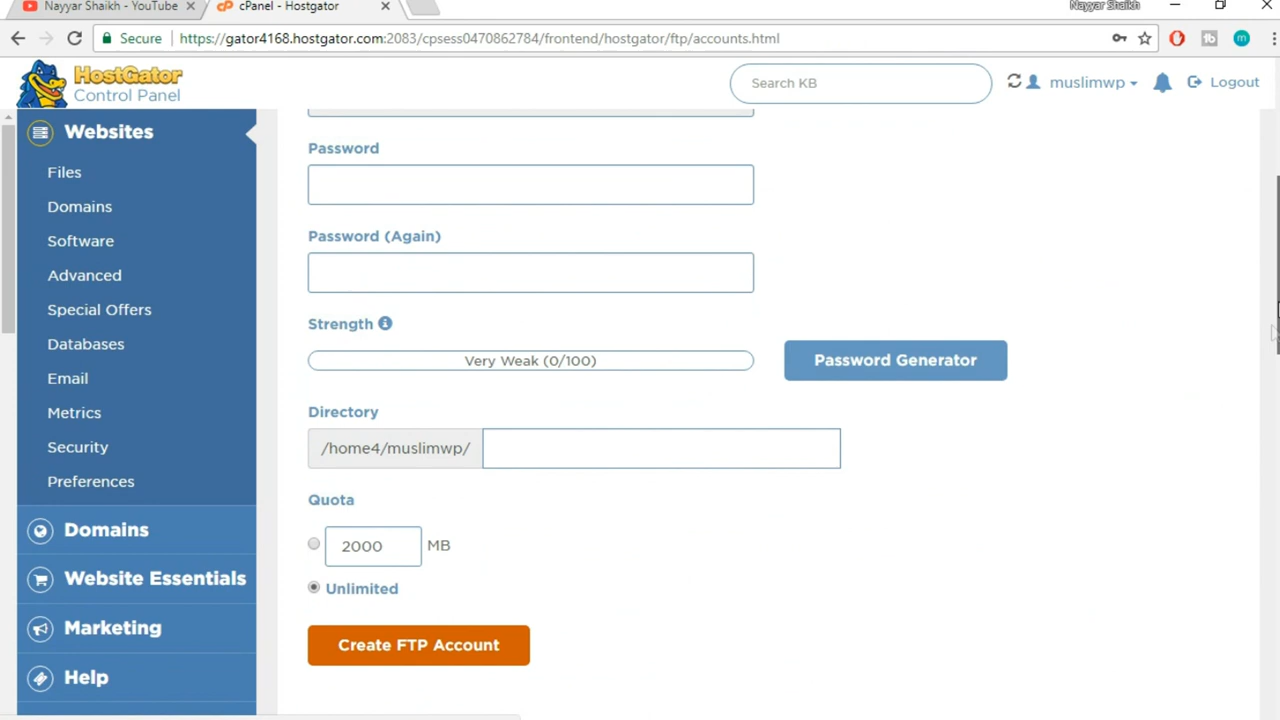 Nayyar Shaikh - YouTube
cPanel - Hostgator
Nayyar Shaikh
Secure
https://gator4168.hostgator.com:2083/cpsess0470862784/frontend/hostgator/ftp/accounts.html
HostGator
Control Panel
Search KB
muslimwp
Logout
Websites
Files
Domains
Software
Advanced
Special Offers
Databases
Email
Metrics
Security
Preferences
Domains
Website Essentials
Marketing
Help
Password
Password (Again)
Strength
Very Weak (0/100)
Password Generator
Directory
/home4/muslimwp/
Quota
2000 MB
Unlimited
Create FTP Account